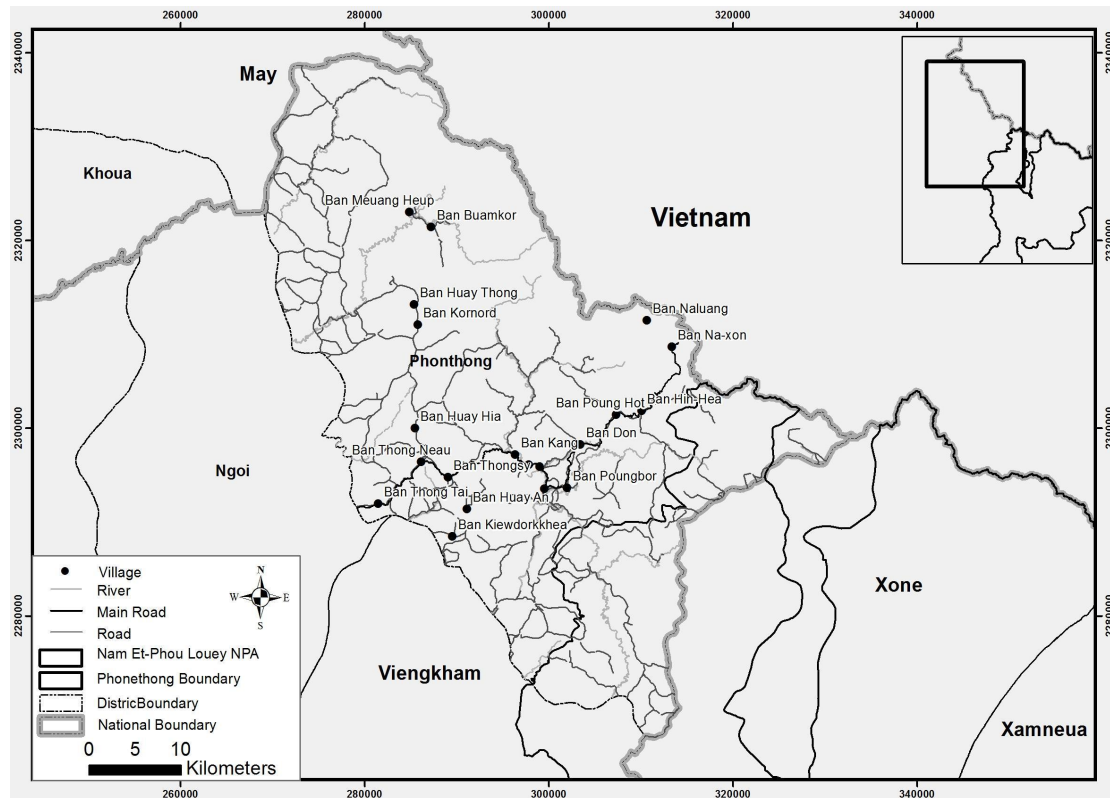 260000 280000 300000 320000 340000
2340000
2340000
May
Khoua
Ban Meuang Heup
Ban Buamkor
Vietnam
2320000
Ban Huay Thong
Ban Kornord
Ban Naluang
Ban Na-xon
Phonthong
Ban Poung Hot
Ban Hin-Hea
Ban Huay Hia
2300000
Ban Don
Ban Kang
Ban Thong Neau
Ban Thongsy
Ban Poungbor
Ngoi
Ban Thong Tai
Ban Huay An
Ban Kiewdorkkhea
Village
River
Main Road
Road
Nam Et-Phou Louey NPA
Phonethong Boundary
DistricBoundary
National Boundary
N
W E
S
0 5 10
Kilometers
2280000
Xone
Viengkham
Xamneua
260000 280000 300000 320000 340000